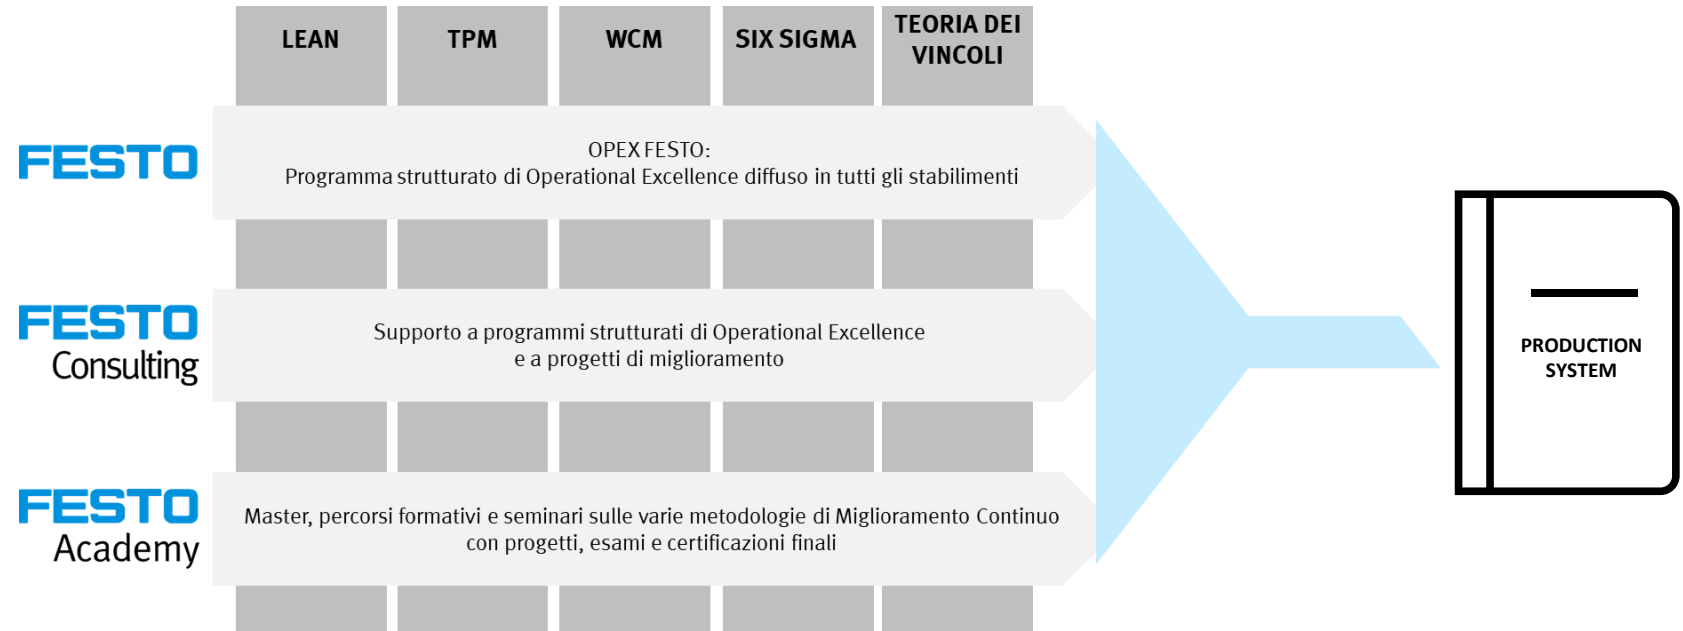 LEAN
TPM
WCM
SIX SIGMA
TEORIA DEI
VINCOLI
FESTO
OPEX FESTO:
Programma strutturato di Operational Excellence diffuso in tutti gli stabilimenti
FESTO
Consulting
Supporto a programmi strutturati di Operational Excellence
e a progetti di miglioramento
FESTO
Academy
Master, percorsi formativi e seminari sulle varie metodologie di Miglioramento Continuo
con progetti, esami e certificazioni finali
PRODUCTION
SYSTEM